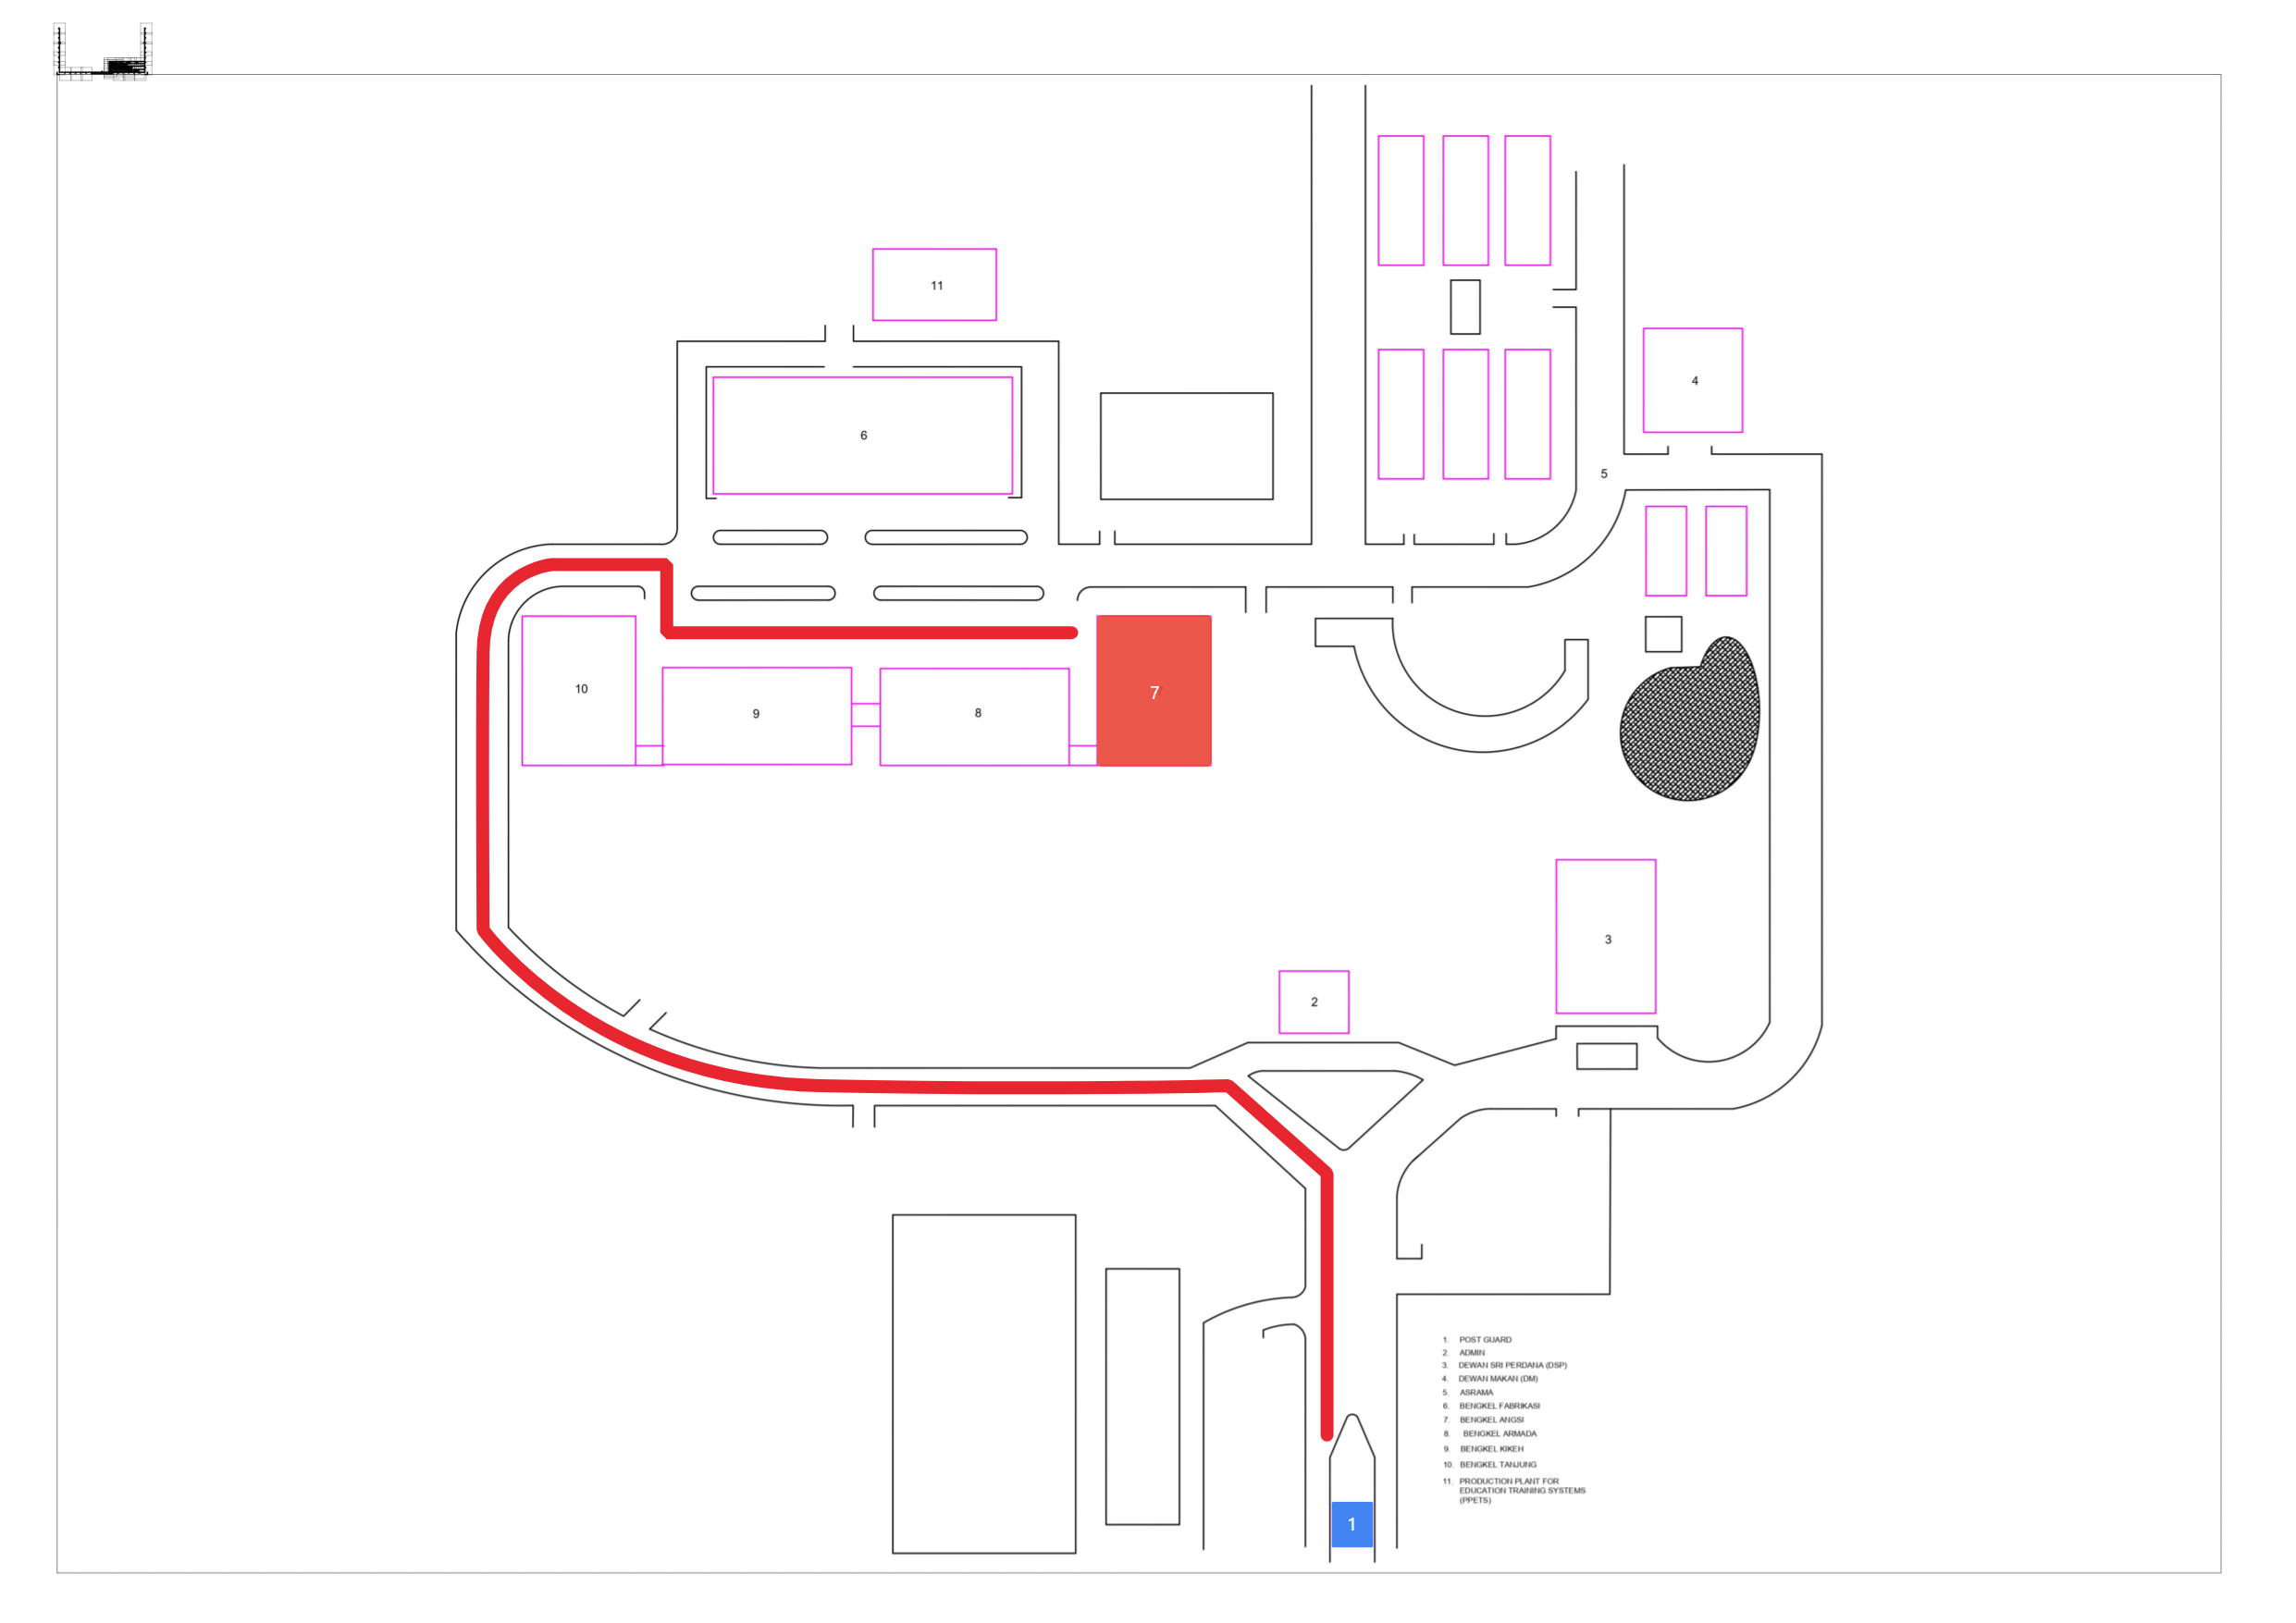 11
4
6
5
7
10
9
8
3
2
1. POST GUARD
2. ADMIN
3. DEWAN SRI PERDANA (DSP)
4. DEWAN MAKAN (DM)
5. ASRAMA
6. BENGKEL FABRIKASI
7. BENGKEL ANGSI
8. BENGKEL ARMADA
9. BENGKEL KIKEH
10. BENGKEL TANJUNG
11. PRODUCTION PLANT FOR
EDUCATION TRAINING SYSTEMS
(PPETS)
1